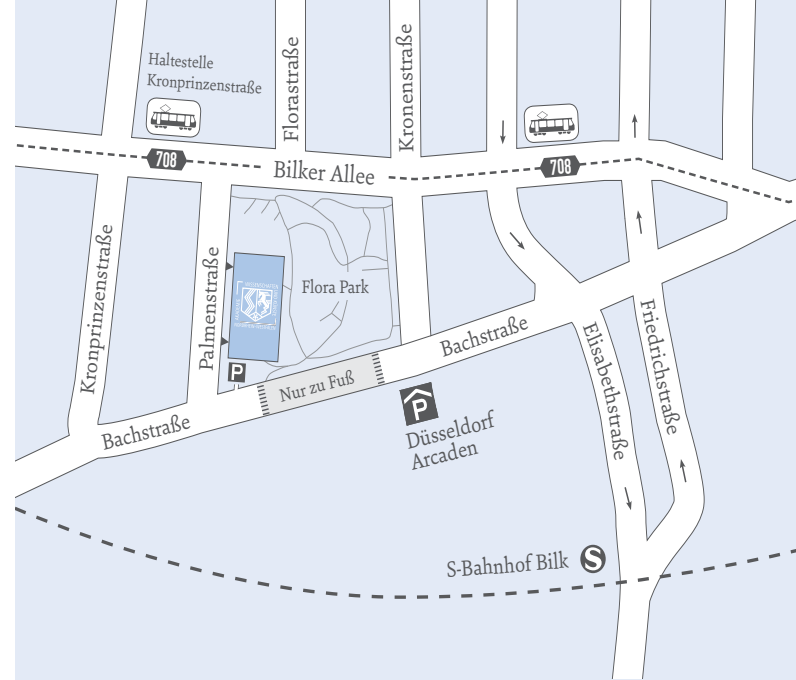 Haltestelle
Kronprinzenstraße
Florastraße
Kronenstraße
708
Bilker Allee
708
Kronprinzenstraße
Palmenstraße
Flora Park
P
Bachstraße
Nur zu Fuß
Bachstraße
P
Düsseldorf
Arcaden
Elisabethstraße
Friedrichstraße
S-Bahnhof Bilk
S